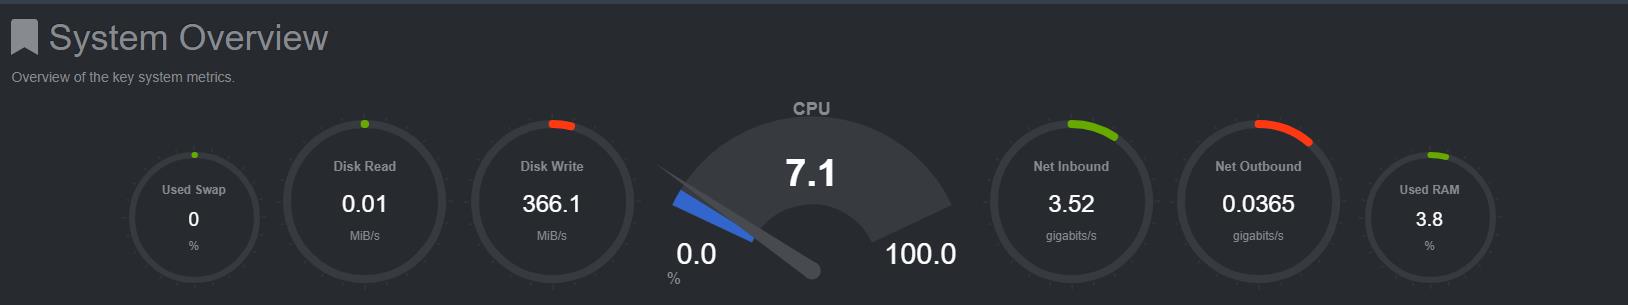 System Overview
Overview of the key system metrics.
Used Swap
0
%
Disk Read
0.01
MiB/s
Disk Write
366.1
MiB/s
CPU
7.1
0.0
100.0
%
Net Inbound
3.52
gigabits/s
Net Outbound
0.0365
gigabits/s
Used RAM
3.8
%